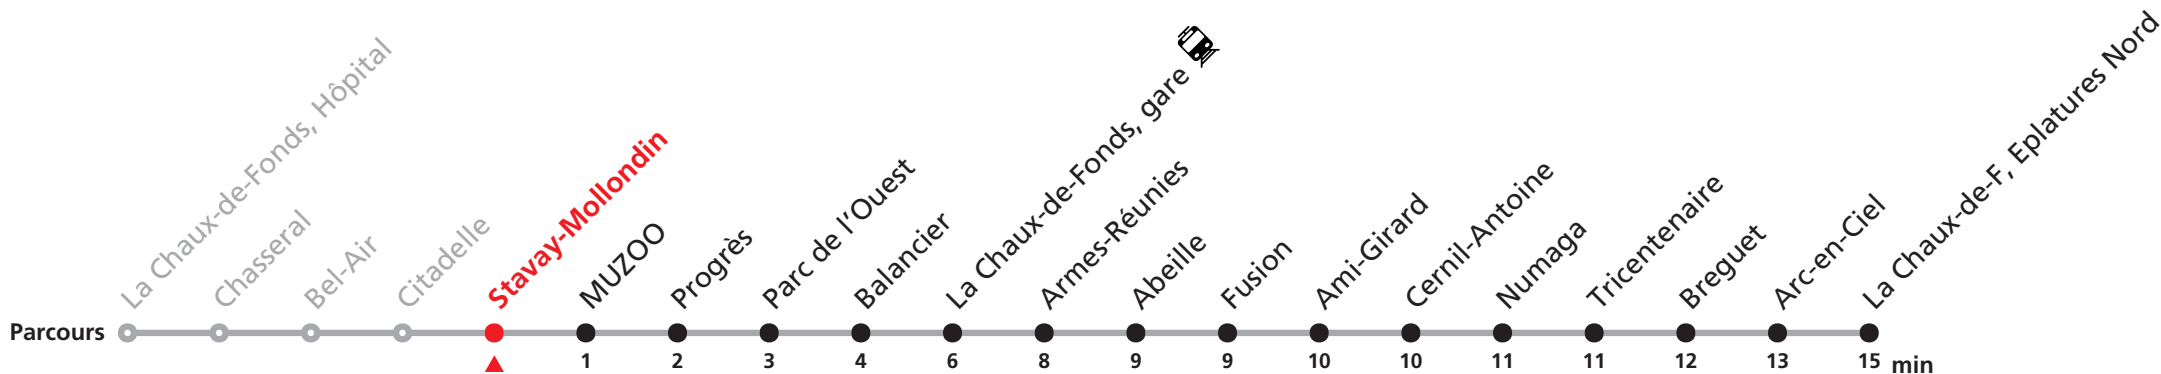 La Chaux-de-Fonds, Hôpital
Chasseral
Bel-Air
Citadelle
Stavay-Mollondin
MUZOO
Progrès
Parc de l'Ouest
Balancier
La Chaux-de-Fonds, gare
Armes-Réunies
Abeille
Fusion
Ami-Girard
Cernil-Antoine
Numaga
Tricentenaire
Breguet
Arc-en-Ciel
La Chaux-de-F, Eplatures Nord
Parcours
1 2 3 4 6 8 9 9 10 10 11 11 12 13 15 min